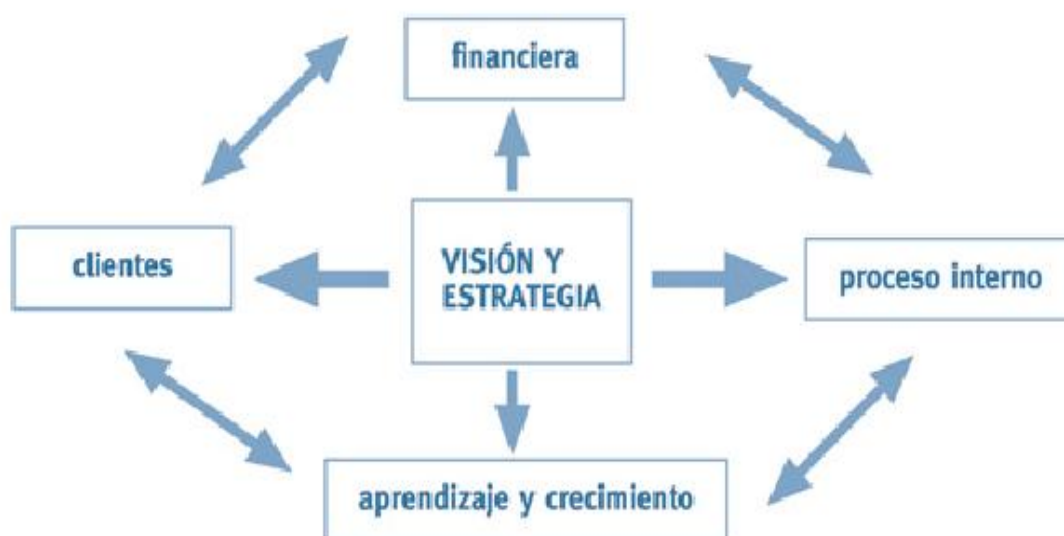 financiera
clientes
VISIÓN Y
ESTRATEGIA
proceso interno
aprendizaje y crecimiento